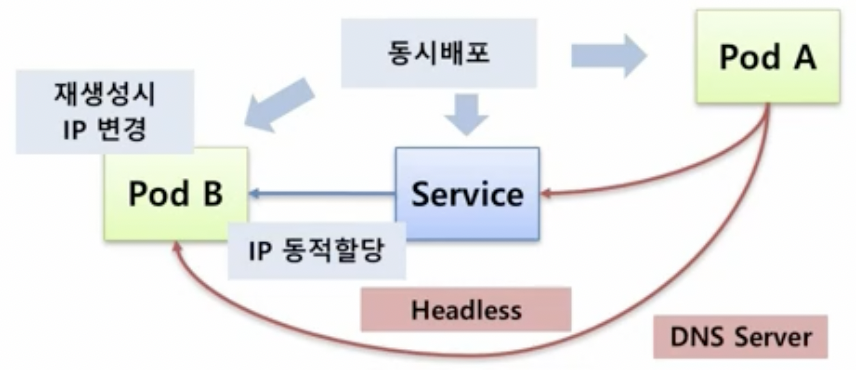 동시배포
Pod A
재생성시
IP 변경
Pod B
Service
IP 동적할당
Headless
DNS Server